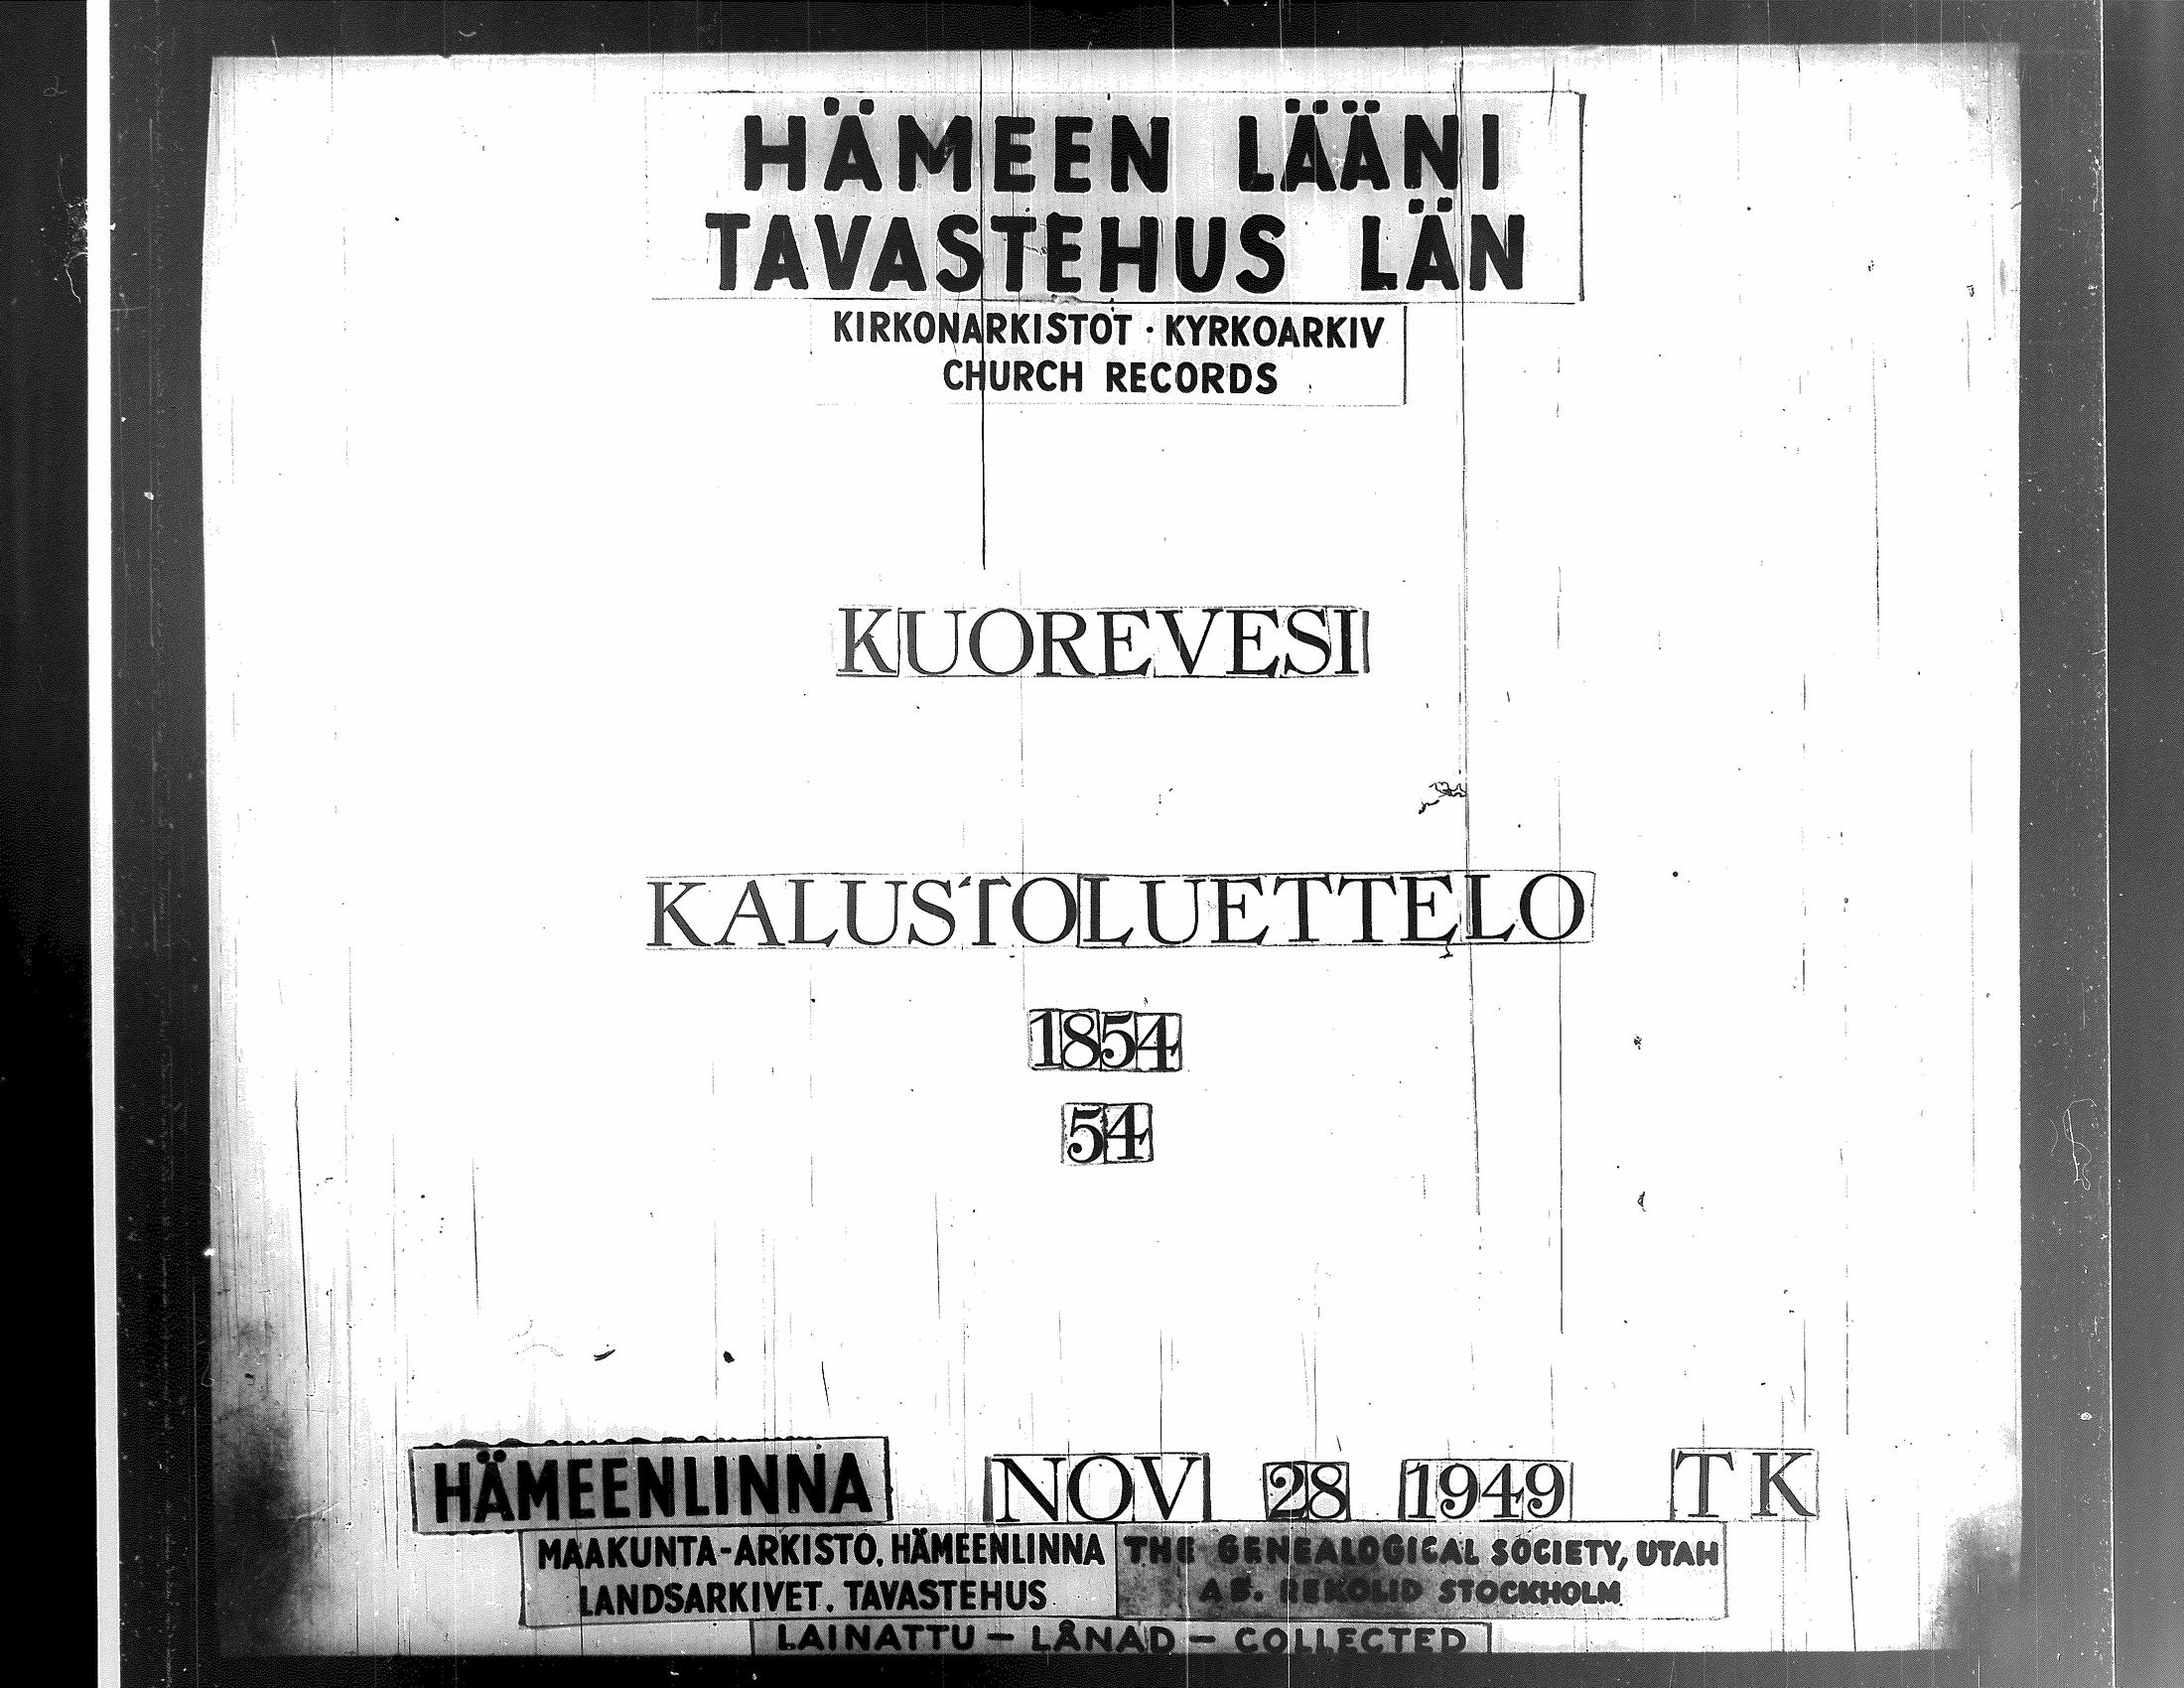 HÄMEEN LÄÄNI
TAVASTEHUS LÄN
KIRKONARKISTOT · KYRKOARKIV
CHURCH RECORDS
KUOREVESI
KALUSTOLUETTELO
1854
54
HÄMEENLINNA NOV 28 1949 TK
MAAKUNTA-ARKISTO, HÄMEENLINNA THE GENEALOGICAL SOCIETY, UTAH
LANDSARKIVET. TAVASTEHUS AB. REKOLID STOCKHOLM
LAINATTU – LÅNAD – COLLECTED